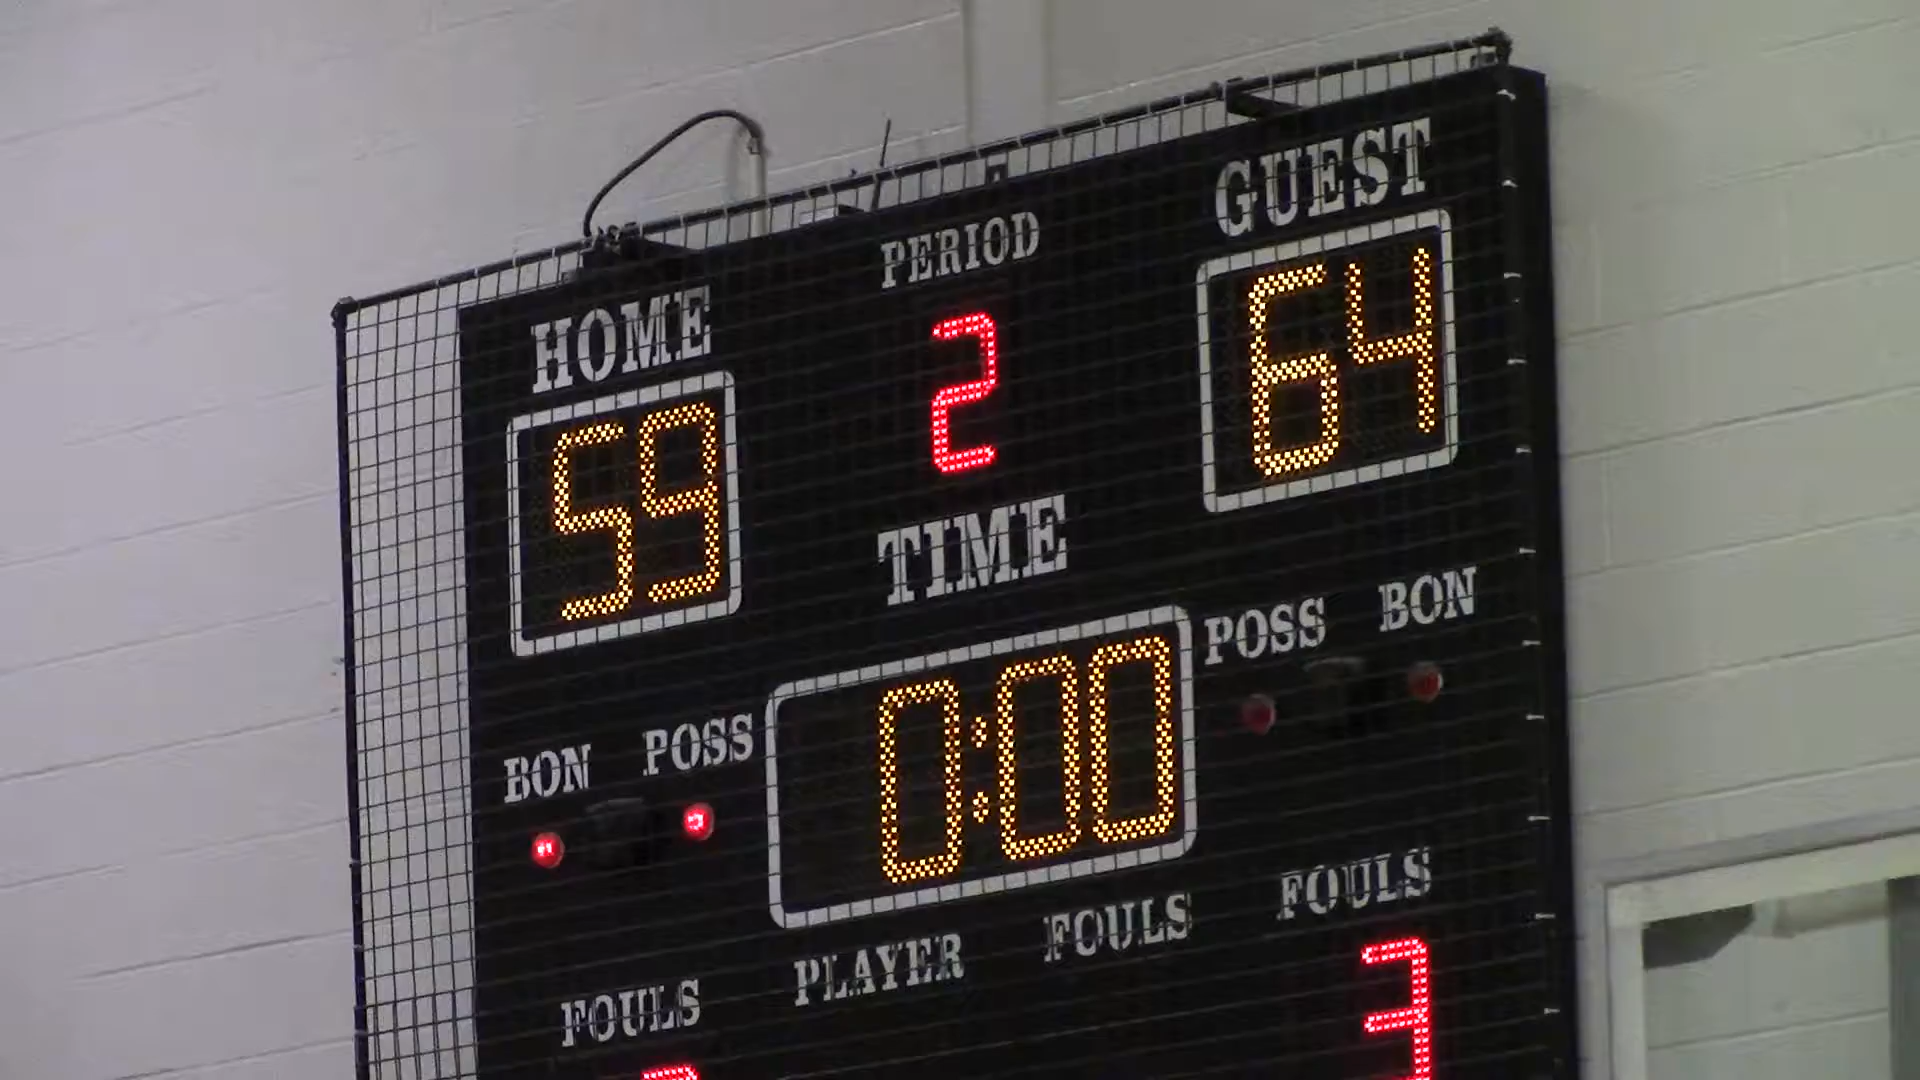 HOME PERIOD GUEST
59 2 64
TIME
BON POSS 0:00 POSS BON
FOULS PLAYER FOULS FOULS
3